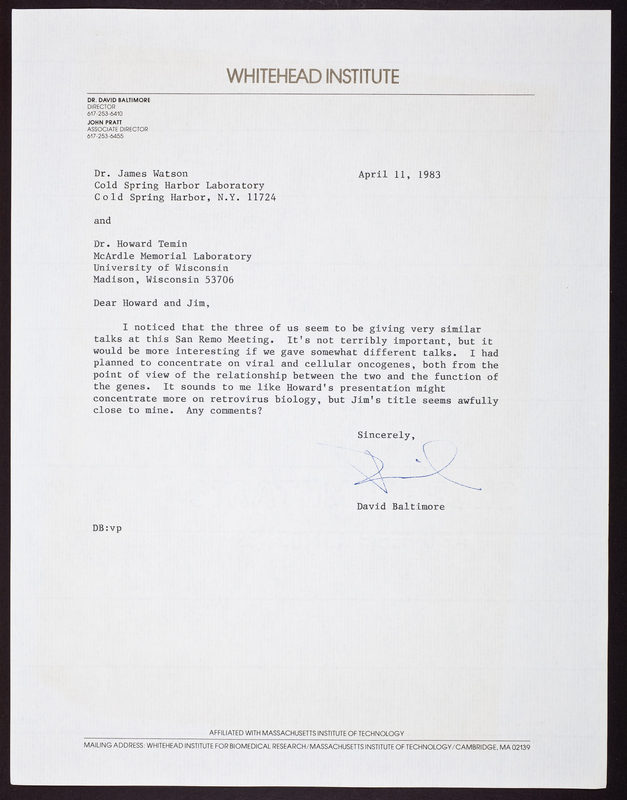 WHITEHEAD INSTITUTE
DR. DAVID BALTIMORE
DIRECTOR
617-253-6410
JOHN PRATT
ASSOCIATE DIRECTOR
617-253-6455
Dr. James Watson
April 11, 1983
Cold Spring Harbor Laboratory
Cold Spring Harbor, N.Y. 11724
and
Dr. Howard Temin
McArdle Memorial Laboratory
University of Wisconsin
Madison, Wisconsin 53706
Dear Howard and Jim,
I noticed that the three of us seem to be giving very similar
talks at this San Remo Meeting. It's not terribly important, but it
would be more interesting if we gave somewhat different talks. I had
planned to concentrate on viral and cellular oncogenes, both from the
point of view of the relationship between the two and the function of
the genes. It sounds to me like Howard's presentation might
concentrate more on retrovirus biology, but Jim's title seems awfully
close to mine. Any comments?
Sincerely,
David
David Baltimore
DB:vp
AFFILIATED WITH MASSACHUSETTS INSTITUTE OF TECHNOLOGY
MAILING ADDRESS: WHITEHEAD INSTITUTE FOR BIOMEDICAL RESEARCH/MASSACHUSETTS INSTITUTE OF TECHNOLOGY/CAMBRIDGE, MA 02139